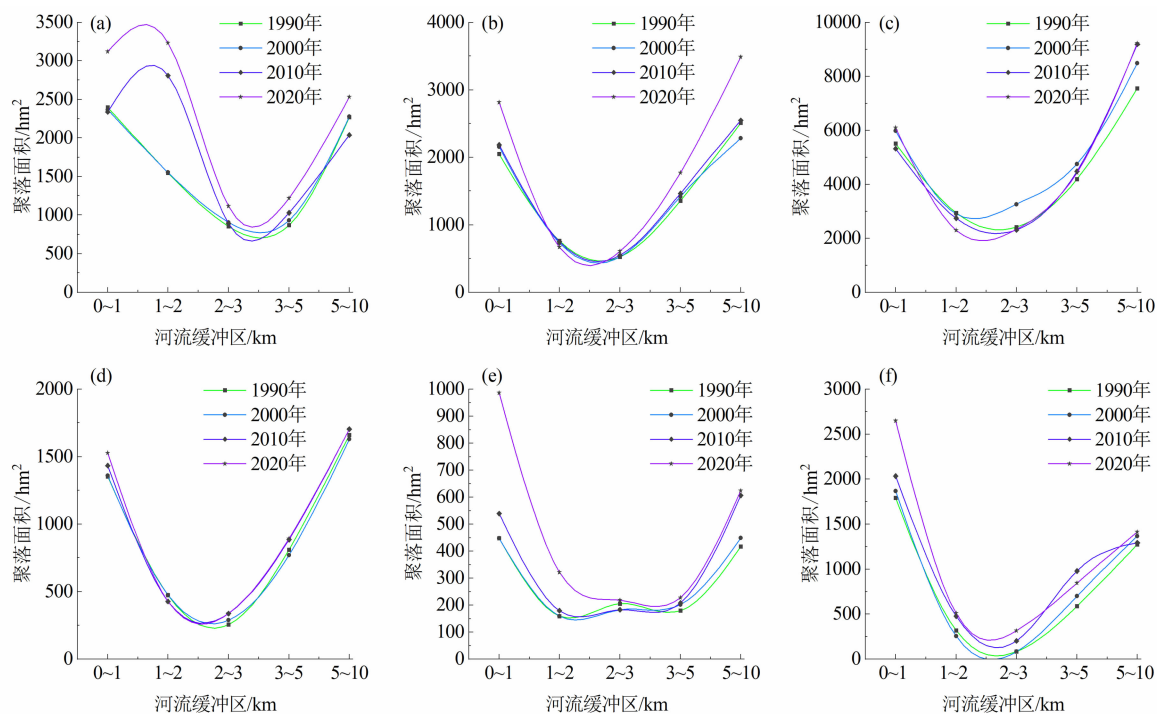 (a)
1990年
2000年
2010年
2020年
聚落面积/hm²
3500
3000
2500
2000
1500
1000
500
0
0~1
1~2
2~3
3~5
5~10
河流缓冲区/km
(b)
1990年
2000年
2010年
2020年
聚落面积/hm²
4000
3000
2000
1000
0
0~1
1~2
2~3
3~5
5~10
河流缓冲区/km
(c)
1990年
2000年
2010年
2020年
聚落面积/hm²
10000
8000
6000
4000
2000
0
0~1
1~2
2~3
3~5
5~10
河流缓冲区/km
(d)
1990年
2000年
2010年
2020年
聚落面积/hm²
2000
1500
1000
500
0
0~1
1~2
2~3
3~5
5~10
河流缓冲区/km
(e)
1990年
2000年
2010年
2020年
聚落面积/hm²
1000
900
800
700
600
500
400
300
200
100
0
0~1
1~2
2~3
3~5
5~10
河流缓冲区/km
(f)
1990年
2000年
2010年
2020年
聚落面积/hm²
3000
2500
2000
1500
1000
500
0
0~1
1~2
2~3
3~5
5~10
河流缓冲区/km